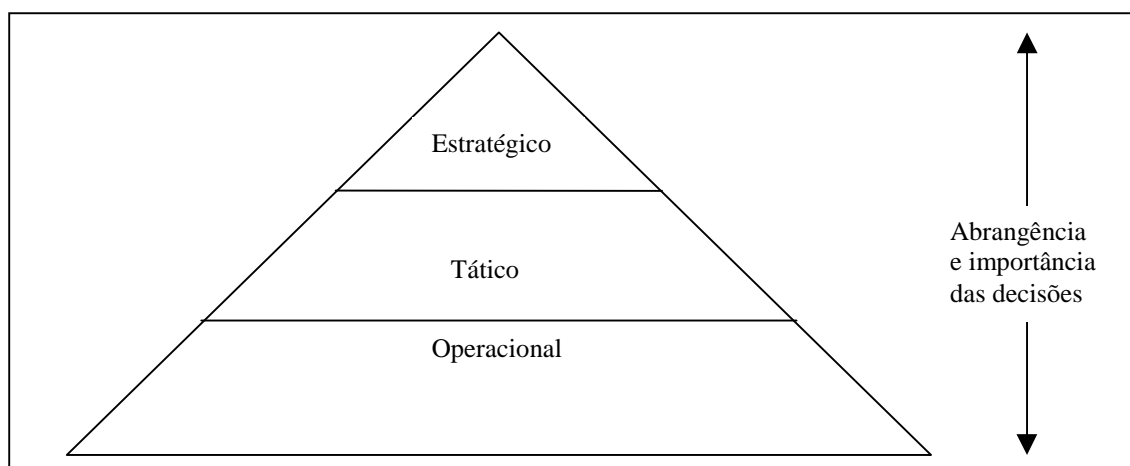 Estratégico
Tático
Operacional
Abrangência
e importância
das decisões